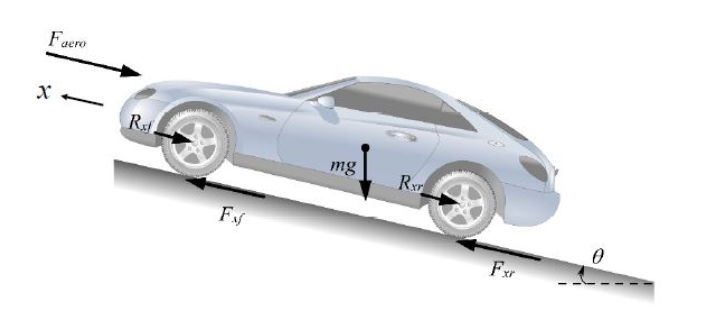 F_aero
x
R_xf
mg
R_xr
F_xf
F_xr
θ